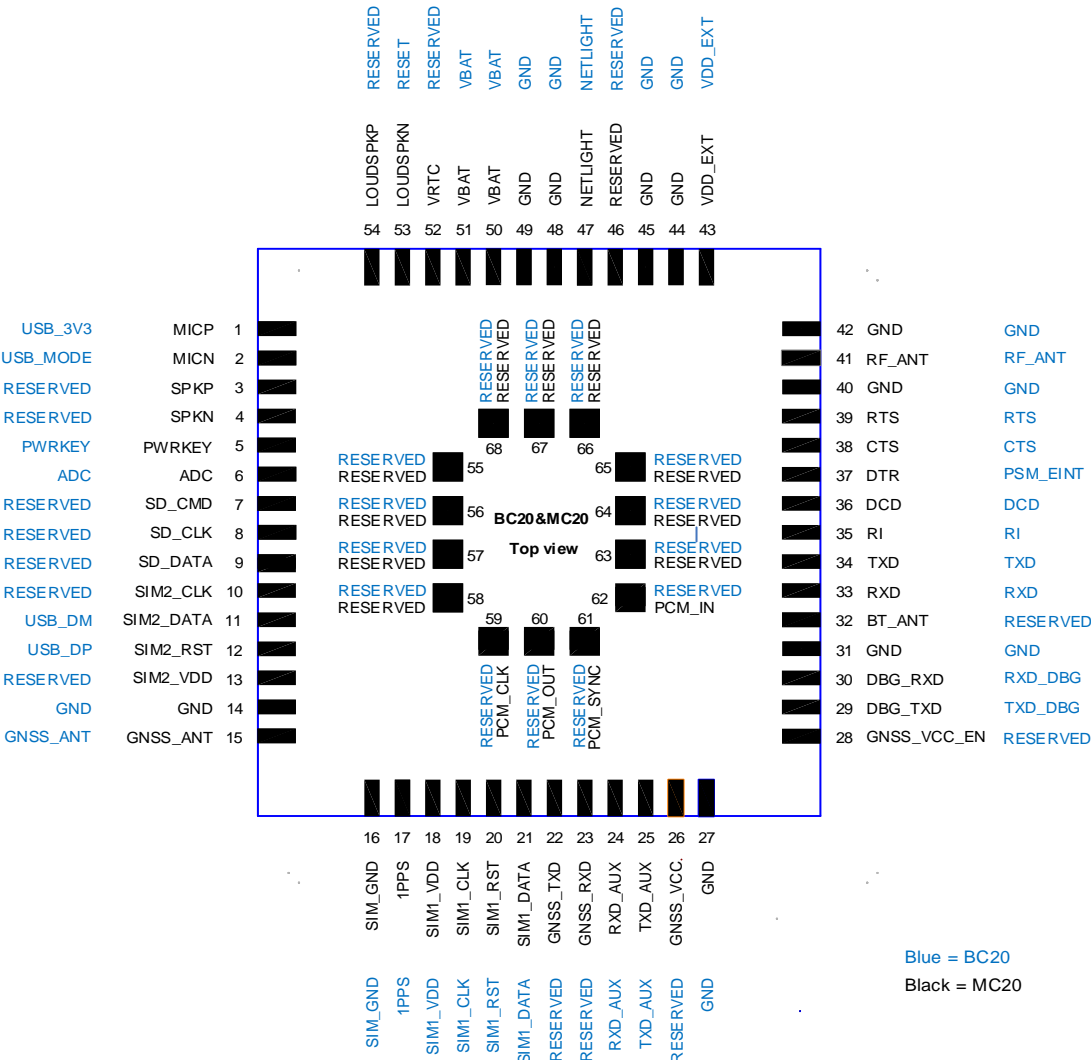 RESERVED RESET RESERVED VBAT VBAT GND GND NETLIGHT RESERVED GND GND VDD_EXT
LOUDSPKP LOUDSPKN VRTC VBAT VBAT GND GND NETLIGHT RESERVED GND GND VDD_EXT
54 53 52 51 50 49 48 47 46 45 44 43
USB_3V3 MICP 1
USB_MODE MICN 2
RESERVED SPKP 3
RESERVED SPKN 4
PWRKEY PWRKEY 5
ADC ADC 6
RESERVED SD_CMD 7
RESERVED SD_CLK 8
RESERVED SD_DATA 9
RESERVED SIM2_CLK 10
USB_DM SIM2_DATA 11
USB_DP SIM2_RST 12
RESERVED SIM2_VDD 13
GND GND 14
GNSS_ANT GNSS_ANT 15
RESERVED RESERVED RESERVED
RESERVED RESERVED RESERVED
68 67 66
RESERVED
RESERVED
55
RESERVED
RESERVED
56
RESERVED
RESERVED
57
RESERVED
RESERVED
58
BC20&MC20
Top view
65
RESERVED
RESERVED
64
RESERVED
RESERVED
63
RESERVED
RESERVED
62
RESERVED
PCM_IN
59 60 61
RESERVED RESERVED RESERVED
PCM_CLK PCM_OUT PCM_SYNC
42 GND GND
41 RF_ANT RF_ANT
40 GND GND
39 RTS RTS
38 CTS CTS
37 DTR PSM_EINT
36 DCD DCD
35 RI RI
34 TXD TXD
33 RXD RXD
32 BT_ANT RESERVED
31 GND GND
30 DBG_RXD RXD_DBG
29 DBG_TXD TXD_DBG
28 GNSS_VCC_EN RESERVED
16 17 18 19 20 21 22 23 24 25 26 27
SIM_GND 1PPS SIM1_VDD SIM1_CLK SIM1_RST SIM1_DATA GNSS_TXD GNSS_RXD RXD_AUX TXD_AUX GNSS_VCC. GND
SIM_GND 1PPS SIM1_VDD SIM1_CLK SIM1_RST SIM1_DATA RESERVED RESERVED RXD_AUX TXD_AUX RESERVED GND
Blue = BC20
Black = MC20